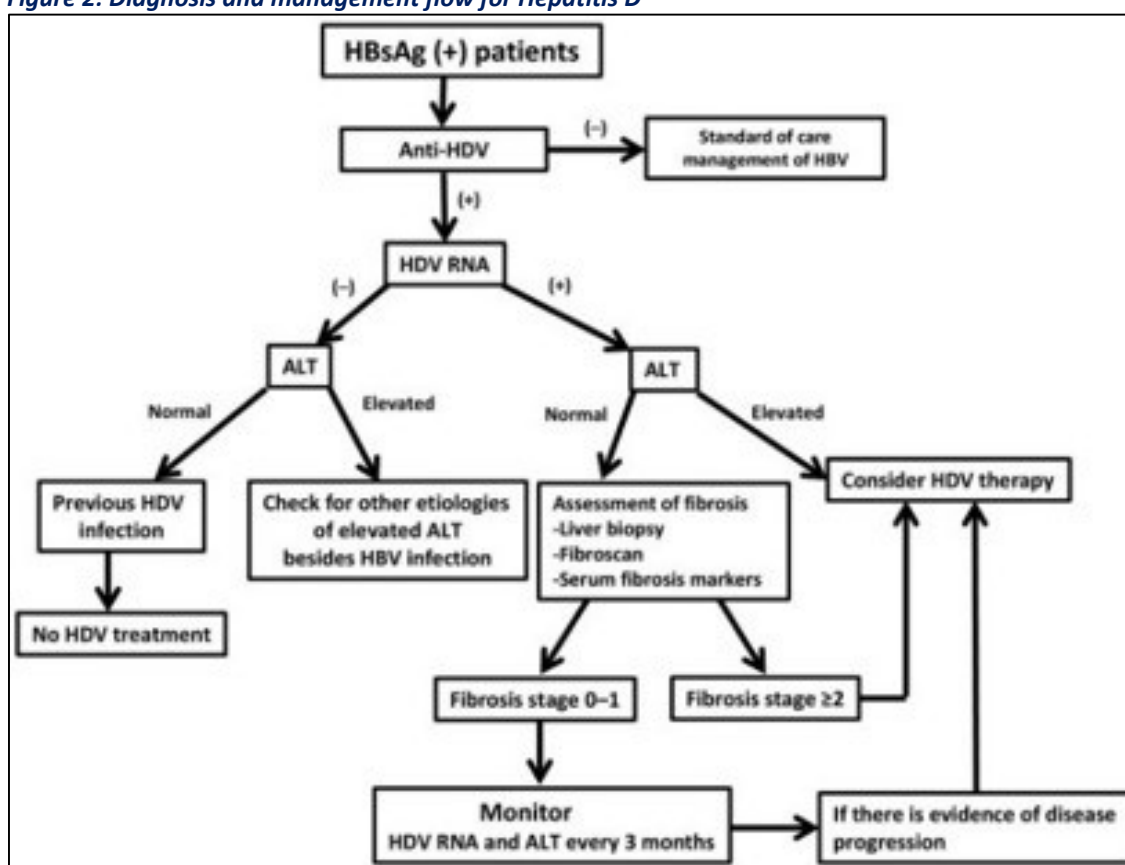 Figure 2: Diagnosis and management flow for Hepatitis D
HBsAg (+) patients
Anti-HDV
(−)
Standard of care
management of HBV
(+)
HDV RNA
(−)
(+)
ALT
ALT
Normal
Elevated
Normal
Elevated
Previous HDV
infection
Check for other etiologies
of elevated ALT
besides HBV infection
Assessment of fibrosis
-Liver biopsy
-Fibroscan
-Serum fibrosis markers
Consider HDV therapy
No HDV treatment
Fibrosis stage 0–1
Fibrosis stage ≥2
Monitor
HDV RNA and ALT every 3 months
If there is evidence of disease
progression